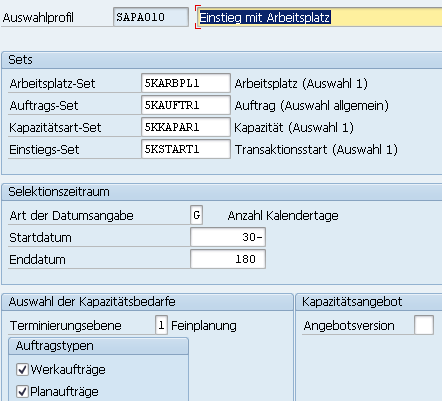 Auswahlprofil SAPA010 Einstieg mit Arbeitsplatz
Sets
Arbeitsplatz-Set 5KARBPL1 Arbeitsplatz (Auswahl 1)
Auftrags-Set 5KAUFTR1 Auftrag (Auswahl allgemein)
Kapazitätsart-Set 5KKAPAR1 Kapazität (Auswahl 1)
Einstiegs-Set 5KSTART1 Transaktionsstart (Auswahl 1)
Selektionszeitraum
Art der Datumsangabe G Anzahl Kalendertage
Startdatum 30-
Enddatum 180
Auswahl der Kapazitätsbedarfe
Terminierungsebene 1 Feinplanung
Auftragstypen
Werkaufträge
Planaufträge
Kapazitätsangebot
Angebotsversion